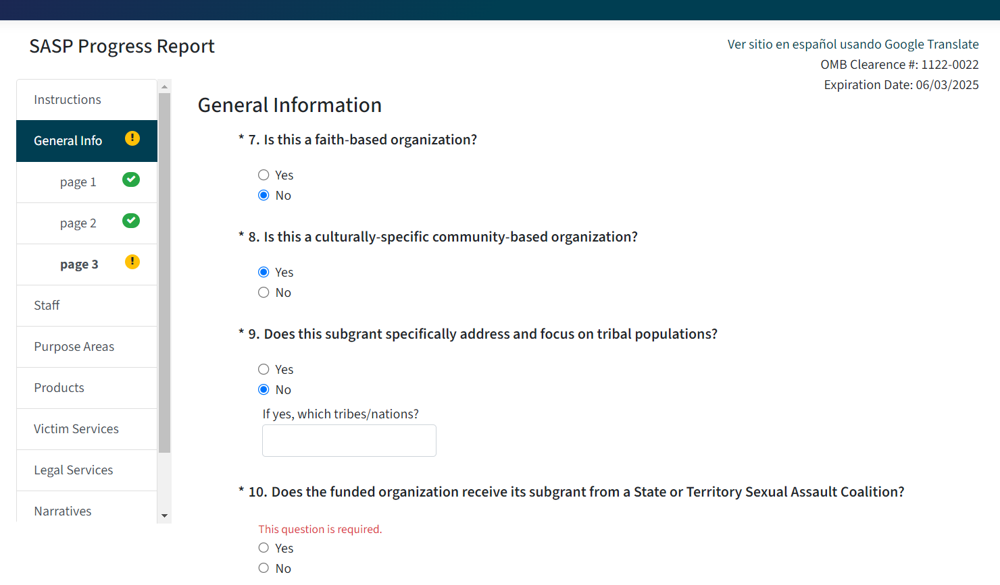 SASP Progress Report
Ver sitio en español usando Google Translate
OMB Clearence #: 1122-0022
Expiration Date: 06/03/2025
Instructions
General Info
page 1
page 2
page 3
Staff
Purpose Areas
Products
Victim Services
Legal Services
Narratives
General Information
* 7. Is this a faith-based organization?
Yes
No
* 8. Is this a culturally-specific community-based organization?
Yes
No
* 9. Does this subgrant specifically address and focus on tribal populations?
Yes
No
If yes, which tribes/nations?
* 10. Does the funded organization receive its subgrant from a State or Territory Sexual Assault Coalition?
This question is required.
Yes
No